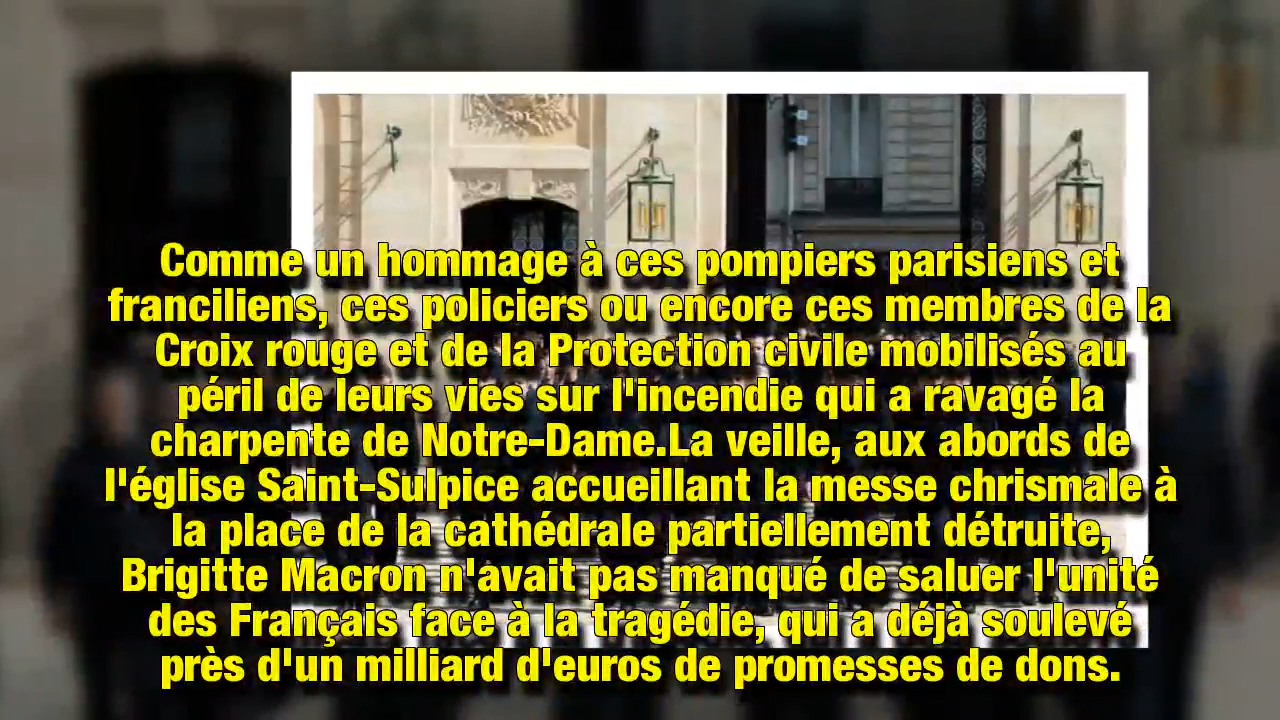 Comme un hommage à ces pompiers parisiens et
franciliens, ces policiers ou encore ces membres de la
Croix rouge et de la Protection civile mobilisés au
péril de leurs vies sur l'incendie qui a ravagé la
charpente de Notre-Dame.La veille, aux abords de
l'église Saint-Sulpice accueillant la messe chrismale à
la place de la cathédrale partiellement détruite,
Brigitte Macron n'avait pas manqué de saluer l'unité
des Français face à la tragédie, qui a déjà soulevé
près d'un milliard d'euros de promesses de dons.